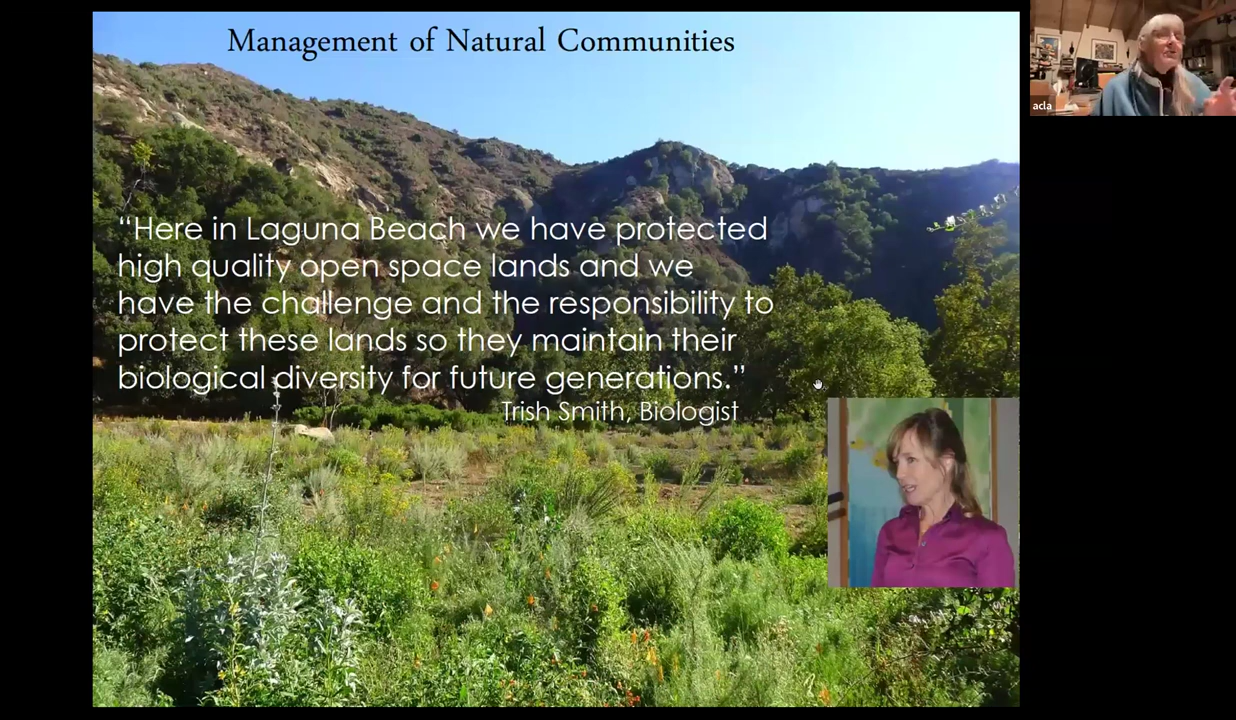 Management of Natural Communities
acla
“Here in Laguna Beach we have protected
high quality open space lands and we
have the challenge and the responsibility to
protect these lands so they maintain their
biological diversity for future generations.”
Trish Smith, Biologist